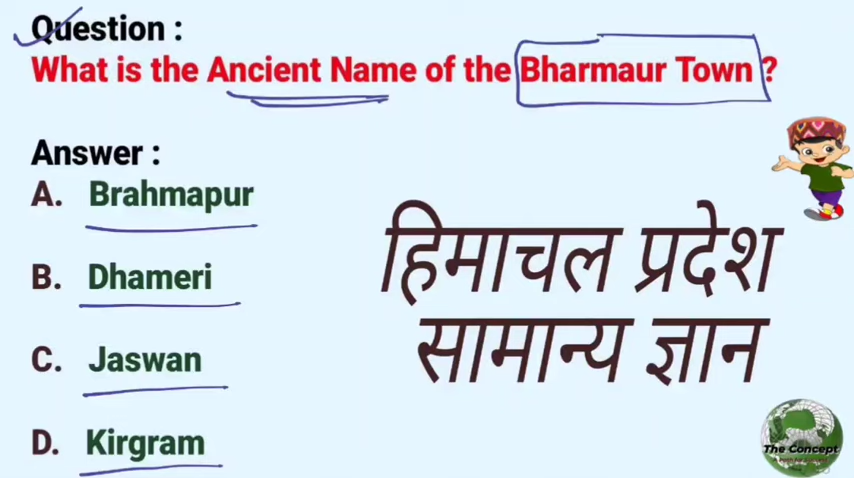 Question :
What is the Ancient Name of the Bharmaur Town ?
Answer :
A. Brahmapur
B. Dhameri
C. Jaswan
D. Kirgram
हिमाचल प्रदेश
सामान्य ज्ञान
The Concept